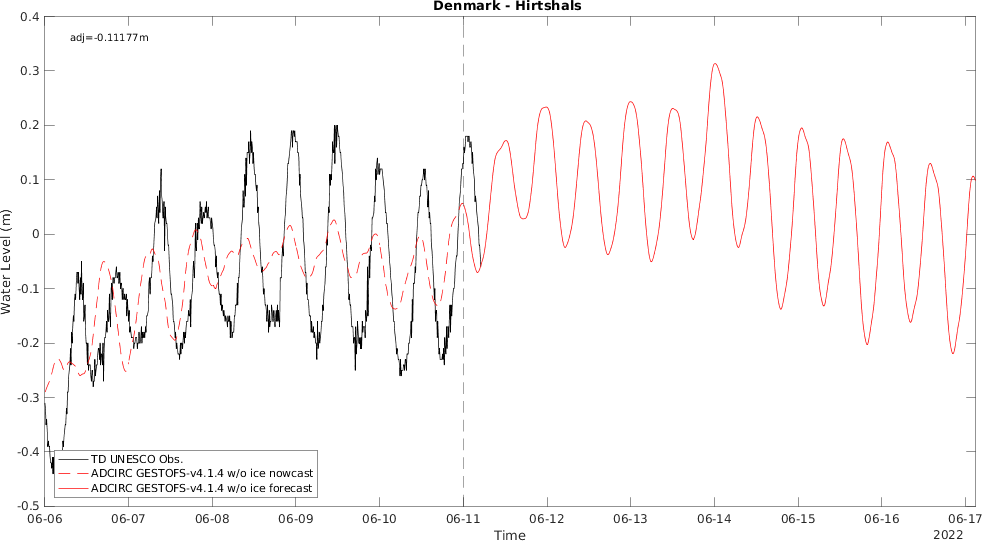 Denmark - Hirtshals
adj=-0.11177m
0.4
0.3
0.2
0.1
0
-0.1
-0.2
-0.3
-0.4
-0.5
Water Level (m)
TD UNESCO Obs.
ADCIRC GESTOFS-v4.1.4 w/o ice nowcast
ADCIRC GESTOFS-v4.1.4 w/o ice forecast
06-06 06-07 06-08 06-09 06-10 06-11 06-12 06-13 06-14 06-15 06-16 06-17
Time
2022